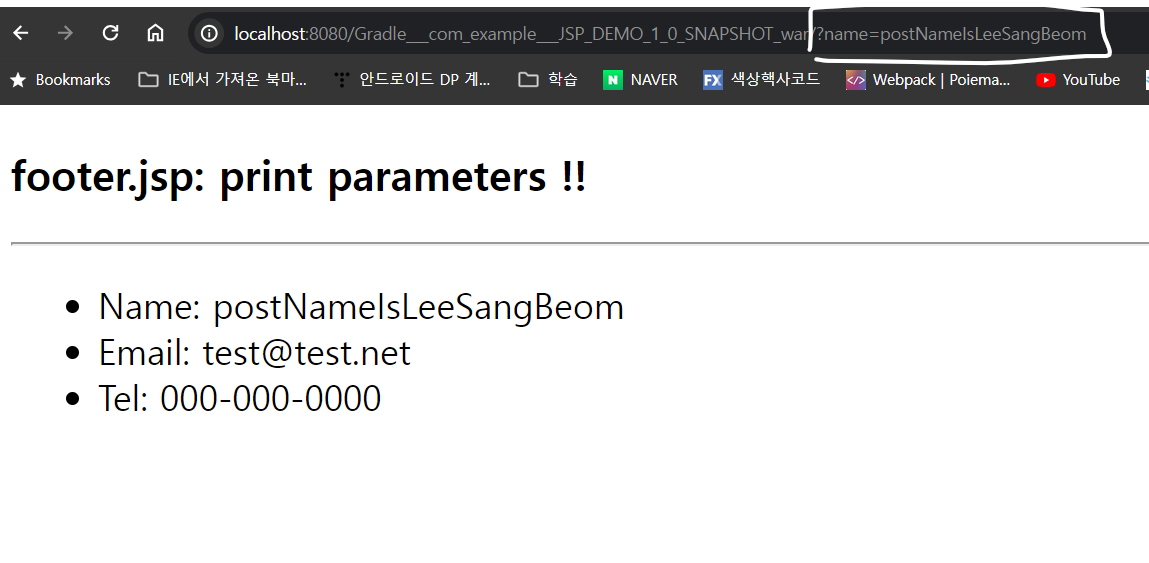 localhost:8080/Gradle___com_example___JSP_DEMO_1_0_SNAPSHOT_war/?name=postNameIsLeeSangBeom
Bookmarks IE에서 가져온 북마... 안드로이드 DP 계... 학습 N NAVER FX 색상핵사코드 </> Webpack | Poiema... YouTube
footer.jsp: print parameters !!
• Name: postNameIsLeeSangBeom
• Email: test@test.net
• Tel: 000-000-0000